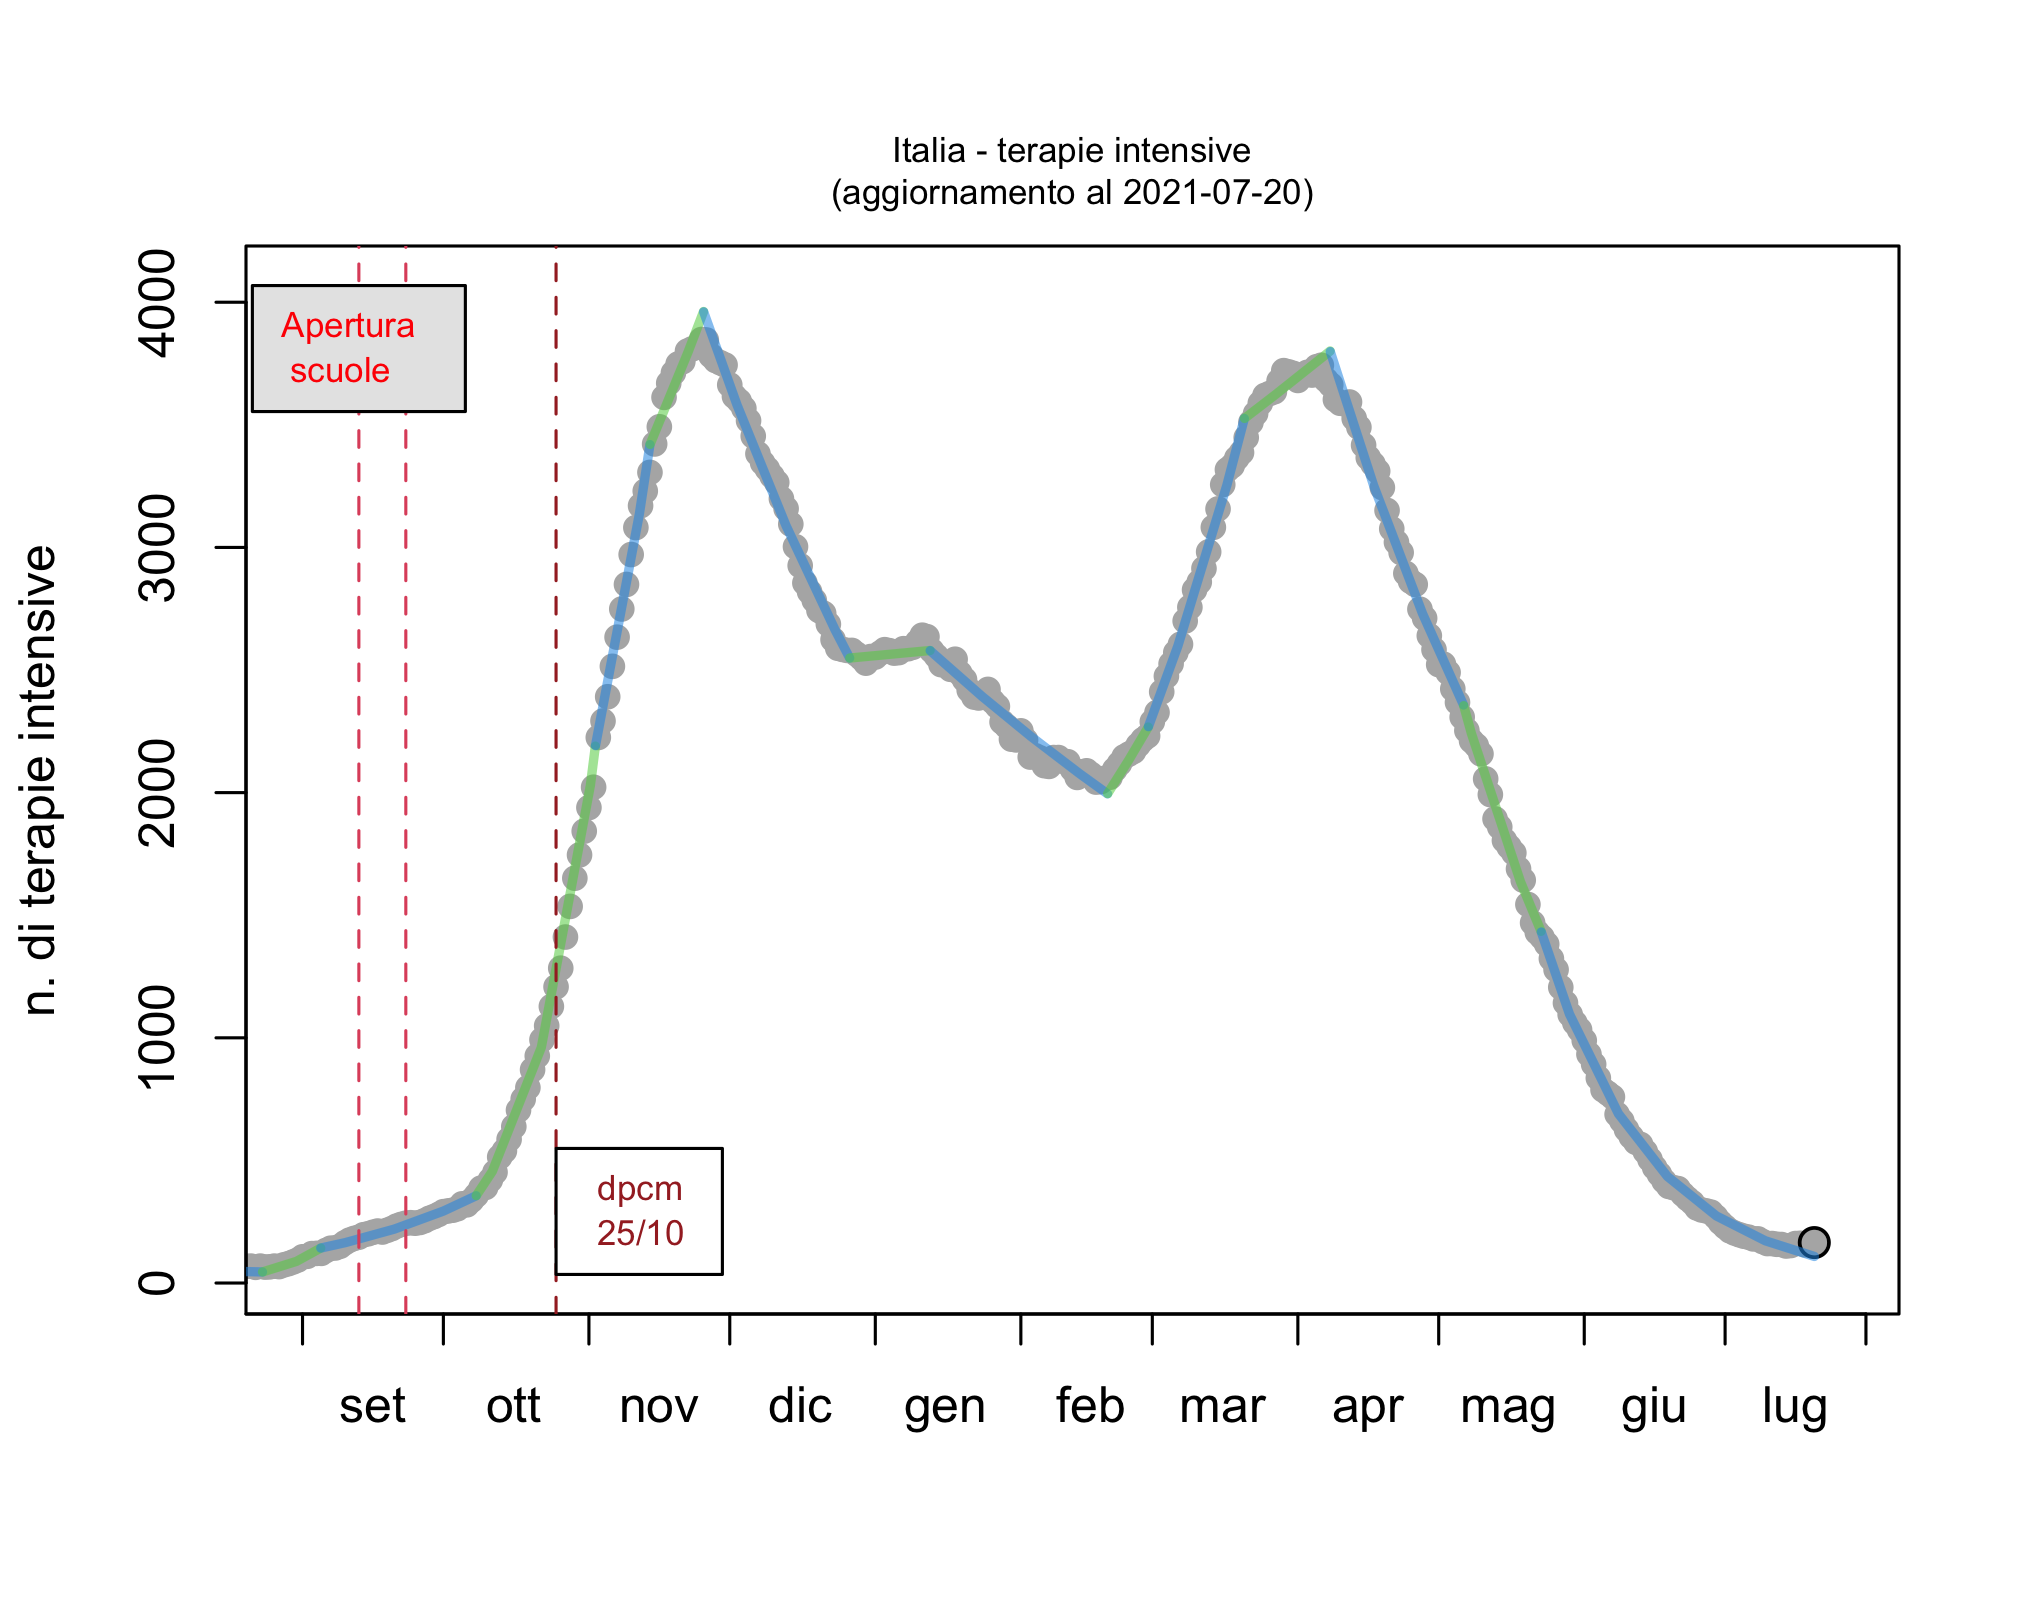 Italia - terapie intensive
(aggiornamento al 2021-07-20)
n. di terapie intensive
4000
3000
2000
1000
0
Apertura
scuole
dpcm
25/10
set ott nov dic gen feb mar apr mag giu lug